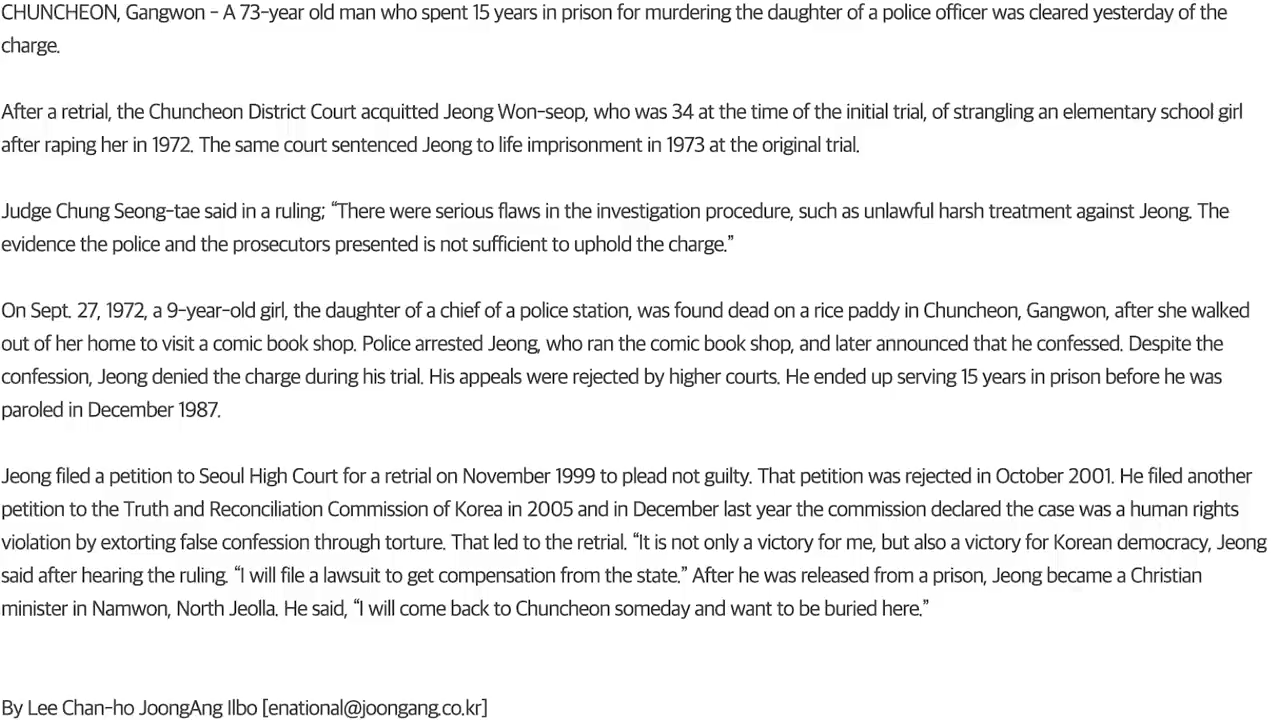 CHUNCHEON, Gangwon - A 73-year old man who spent 15 years in prison for murdering the daughter of a police officer was cleared yesterday of the
charge.
After a retrial, the Chuncheon District Court acquitted Jeong Won-seop, who was 34 at the time of the initial trial, of strangling an elementary school girl
after raping her in 1972. The same court sentenced Jeong to life imprisonment in 1973 at the original trial.
Judge Chung Seong-tae said in a ruling; “There were serious flaws in the investigation procedure, such as unlawful harsh treatment against Jeong. The
evidence the police and the prosecutors presented is not sufficient to uphold the charge.”
On Sept. 27, 1972, a 9-year-old girl, the daughter of a chief of a police station, was found dead on a rice paddy in Chuncheon, Gangwon, after she walked
out of her home to visit a comic book shop. Police arrested Jeong, who ran the comic book shop, and later announced that he confessed. Despite the
confession, Jeong denied the charge during his trial. His appeals were rejected by higher courts. He ended up serving 15 years in prison before he was
paroled in December 1987.
Jeong filed a petition to Seoul High Court for a retrial on November 1999 to plead not guilty. That petition was rejected in October 2001. He filed another
petition to the Truth and Reconciliation Commission of Korea in 2005 and in December last year the commission declared the case was a human rights
violation by extorting false confession through torture. That led to the retrial. “It is not only a victory for me, but also a victory for Korean democracy, Jeong
said after hearing the ruling. “I will file a lawsuit to get compensation from the state.” After he was released from a prison, Jeong became a Christian
minister in Namwon, North Jeolla. He said, “I will come back to Chuncheon someday and want to be buried here.”
By Lee Chan-ho JoongAng Ilbo [enational@joongang.co.kr]